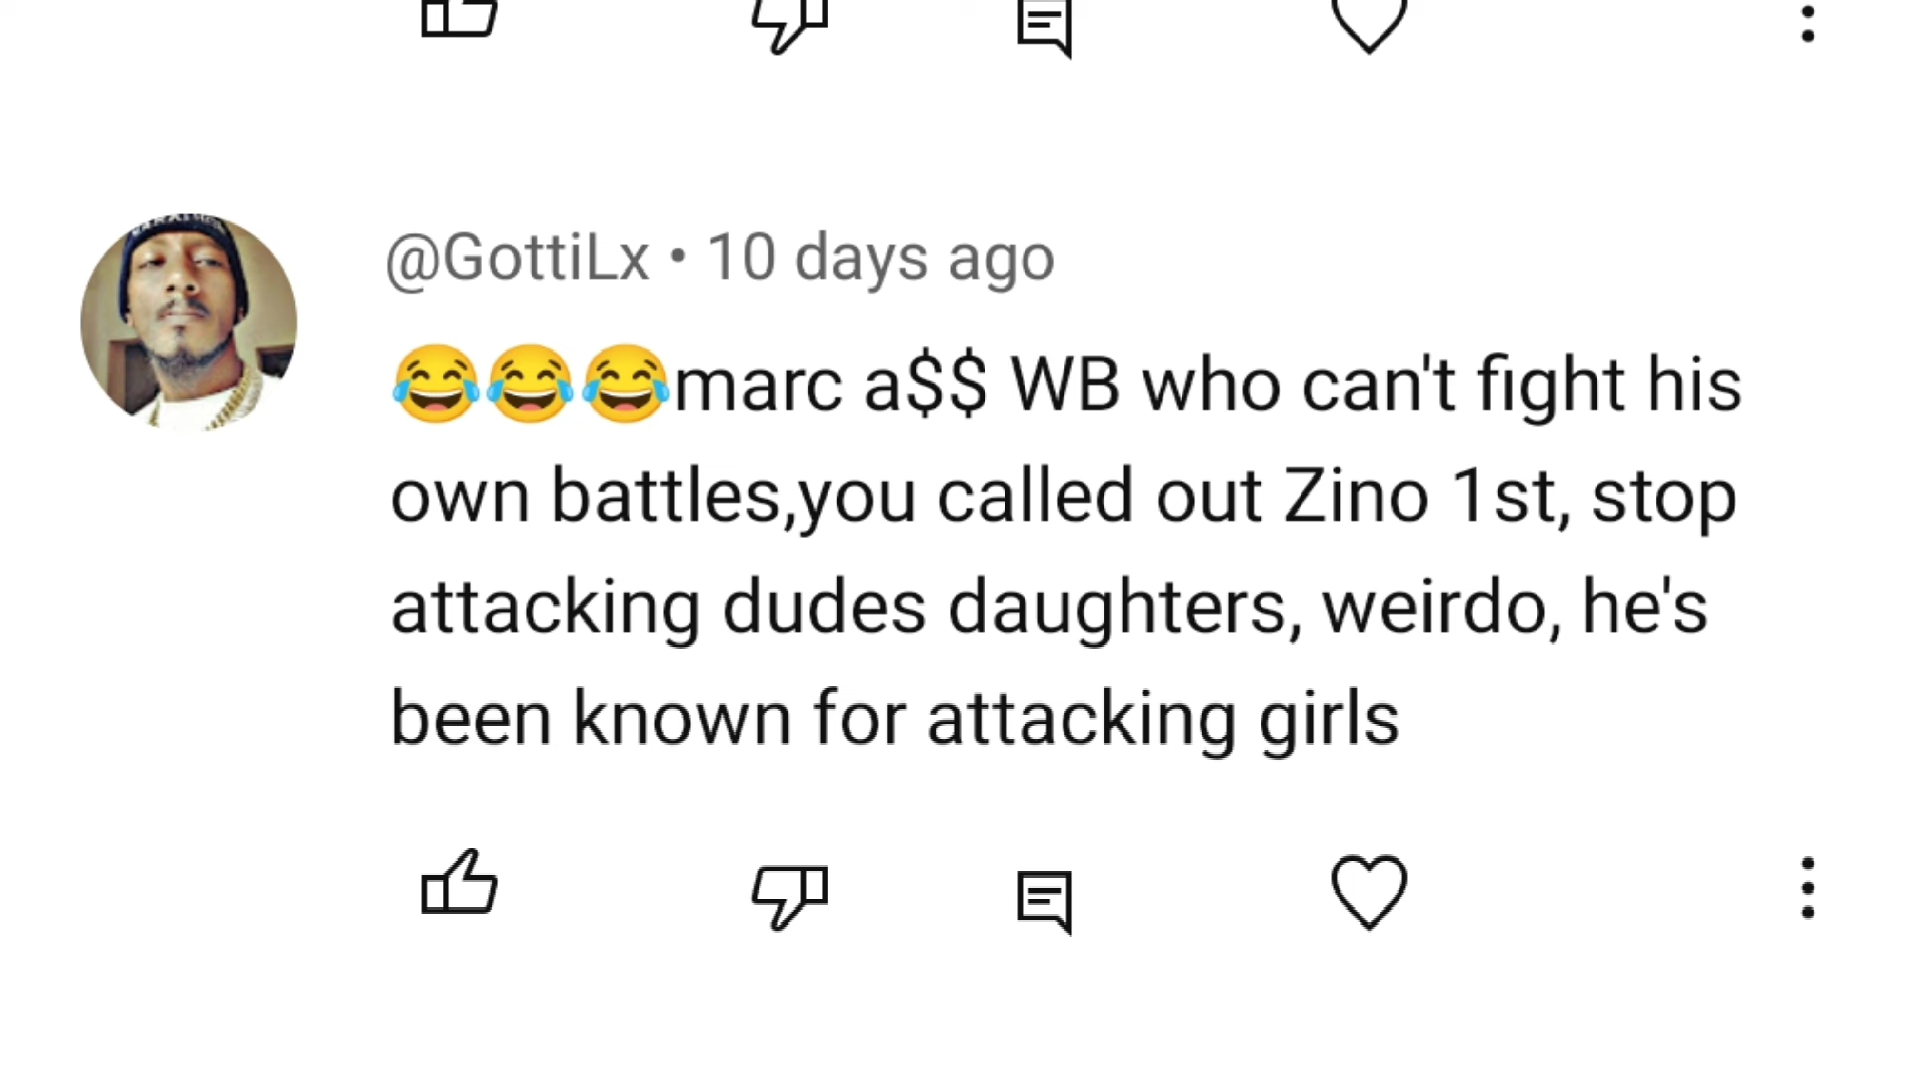 @GottiLx • 10 days ago
😂😂😂marc a$$ WB who can't fight his
own battles,you called out Zino 1st, stop
attacking dudes daughters, weirdo, he's
been known for attacking girls